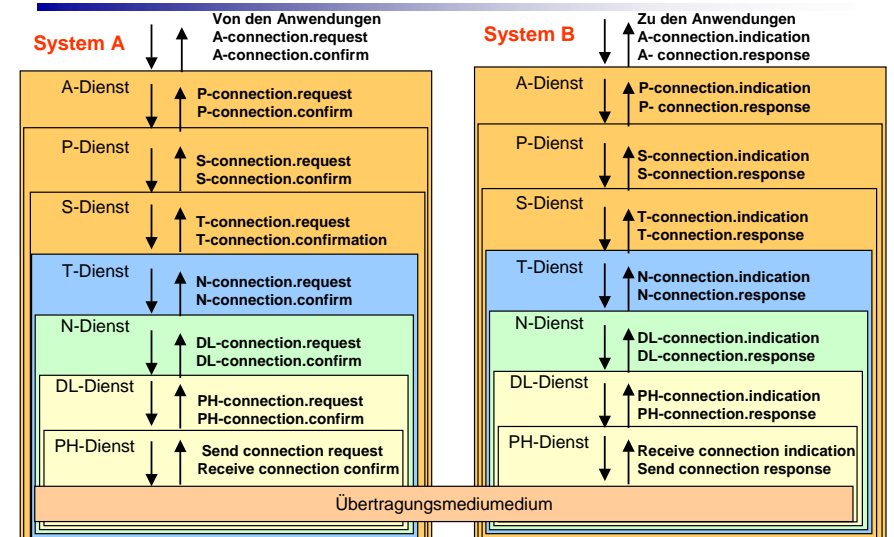 System A
Von den Anwendungen
A-connection.request
A-connection.confirm
A-Dienst
P-connection.request
P-connection.confirm
P-Dienst
S-connection.request
S-connection.confirm
S-Dienst
T-connection.request
T-connection.confirmation
T-Dienst
N-connection.request
N-connection.confirm
N-Dienst
DL-connection.request
DL-connection.confirm
DL-Dienst
PH-connection.request
PH-connection.confirm
PH-Dienst
Send connection request
Receive connection confirm
System B
Zu den Anwendungen
A-connection.indication
A- connection.response
A-Dienst
P-connection.indication
P- connection.response
P-Dienst
S-connection.indication
S-connection.response
S-Dienst
T-connection.indication
T-connection.response
T-Dienst
N-connection.indication
N-connection.response
N-Dienst
DL-connection.indication
DL-connection.response
DL-Dienst
PH-connection.indication
PH-connection.response
PH-Dienst
Receive connection indication
Send connection response
Übertragungsmediumedium